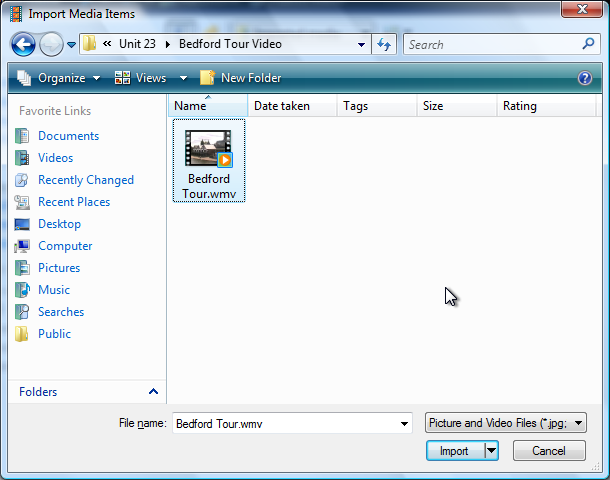 Import Media Items
Unit 23 Bedford Tour Video Search
Organize Views New Folder
Favorite Links
Documents
Videos
Recently Changed
Recent Places
Desktop
Computer
Pictures
Music
Searches
Public
Folders
Name Date taken Tags Size Rating
Bedford
Tour.wmv
File name: Bedford Tour.wmv Picture and Video Files (*.jpg;
Import Cancel